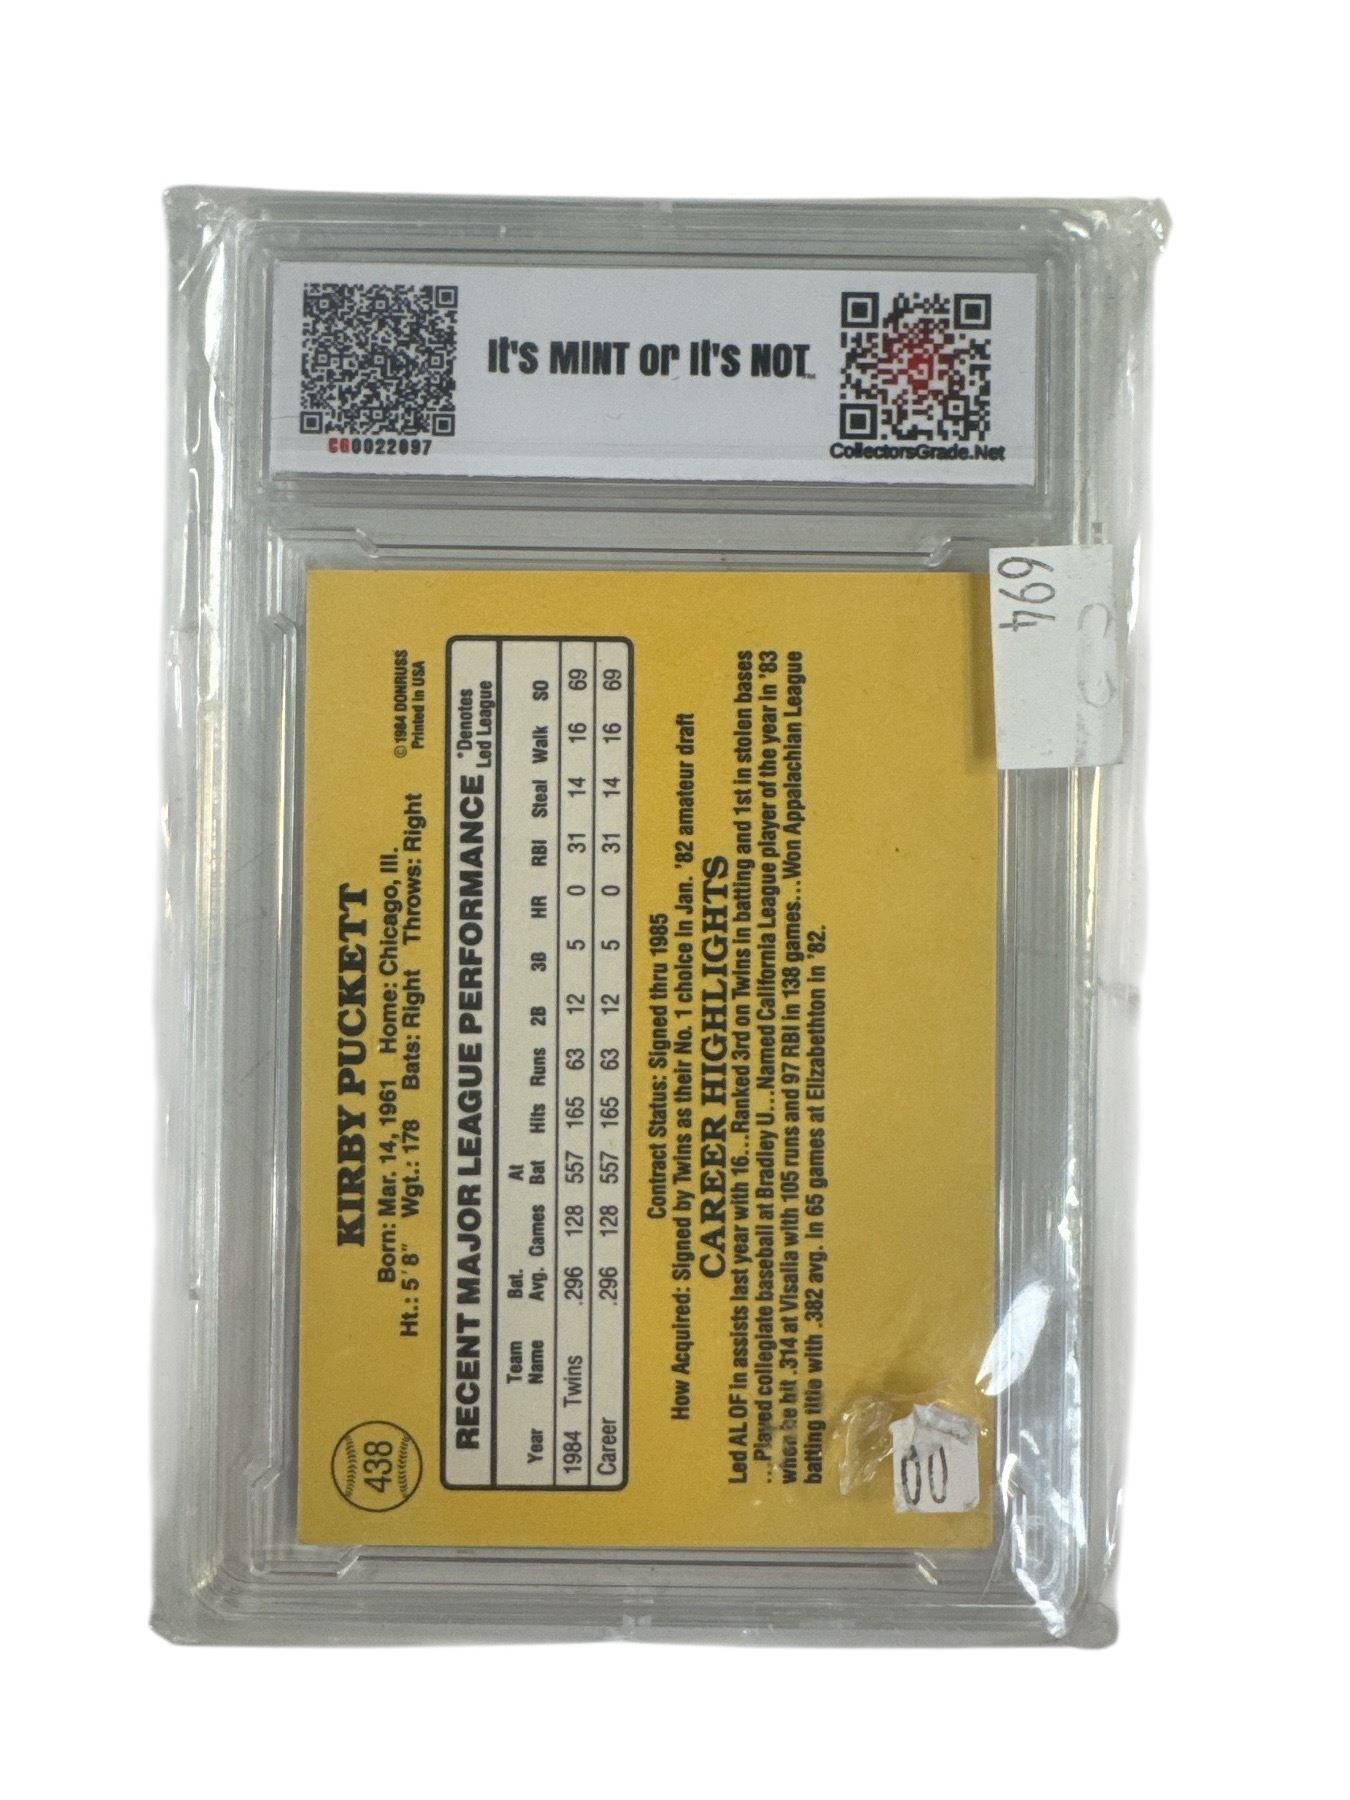 It's MINT or It's NOT™
CG0022097
CollectorsGrade.Net
694
438
KIRBY PUCKETT
Born: Mar. 14, 1961 Home: Chicago, Ill.
Ht.: 5'8" Wgt.: 178 Bats: Right Throws: Right
© 1984 DONRUSS
Printed in USA
RECENT MAJOR LEAGUE PERFORMANCE *Denotes Led League
Year Team Name Bat. Avg. Games At Bat Hits Runs 2B 3B HR RBI Steal Walk SO
1984 Twins .296 128 557 165 63 12 5 0 31 14 16 69
Career .296 128 557 165 63 12 5 0 31 14 16 69
Contract Status: Signed thru 1985
How Acquired: Signed by Twins as their No. 1 choice in Jan. '82 amateur draft
CAREER HIGHLIGHTS
Led AL OF in assists last year with 16...Ranked 3rd on Twins in batting and 1st in stolen bases
...Played collegiate baseball at Bradley U...Named California League player of the year in '83
when he hit .314 at Visalia with 105 runs and 97 RBI in 138 games...Won Appalachian League
batting title with .382 avg. in 65 games at Elizabethton in '82.
00